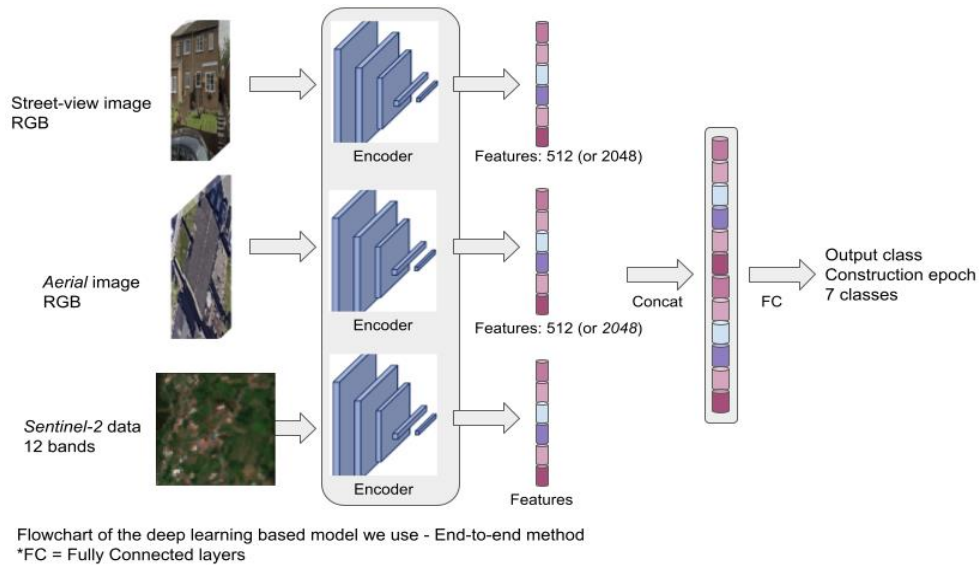 Street-view image
RGB
Encoder
Features: 512 (or 2048)
Aerial image
RGB
Encoder
Features: 512 (or 2048)
Sentinel-2 data
12 bands
Encoder
Features
Concat
FC
Output class
Construction epoch
7 classes
Flowchart of the deep learning based model we use - End-to-end method
*FC = Fully Connected layers